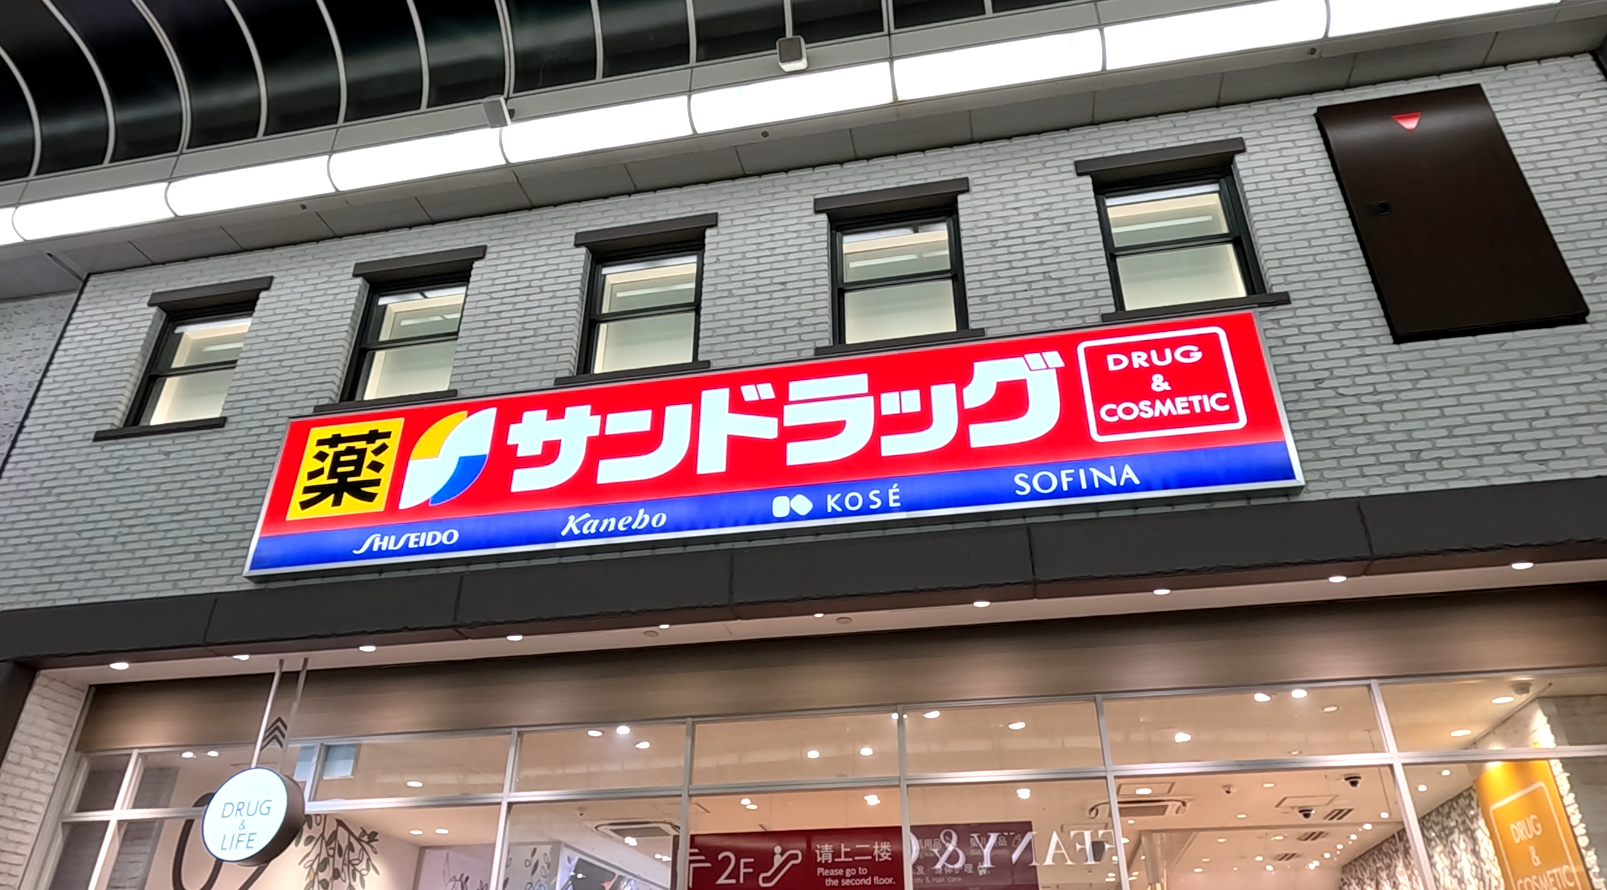 薬 サンドラッグ
DRUG
&
COSMETIC
SHISEIDO
Kanebo
KOSÉ
SOFINA
DRUG
&
LIFE
2F
请上二楼
Please go to
the second floor.
DRUG
&
COSMETIC